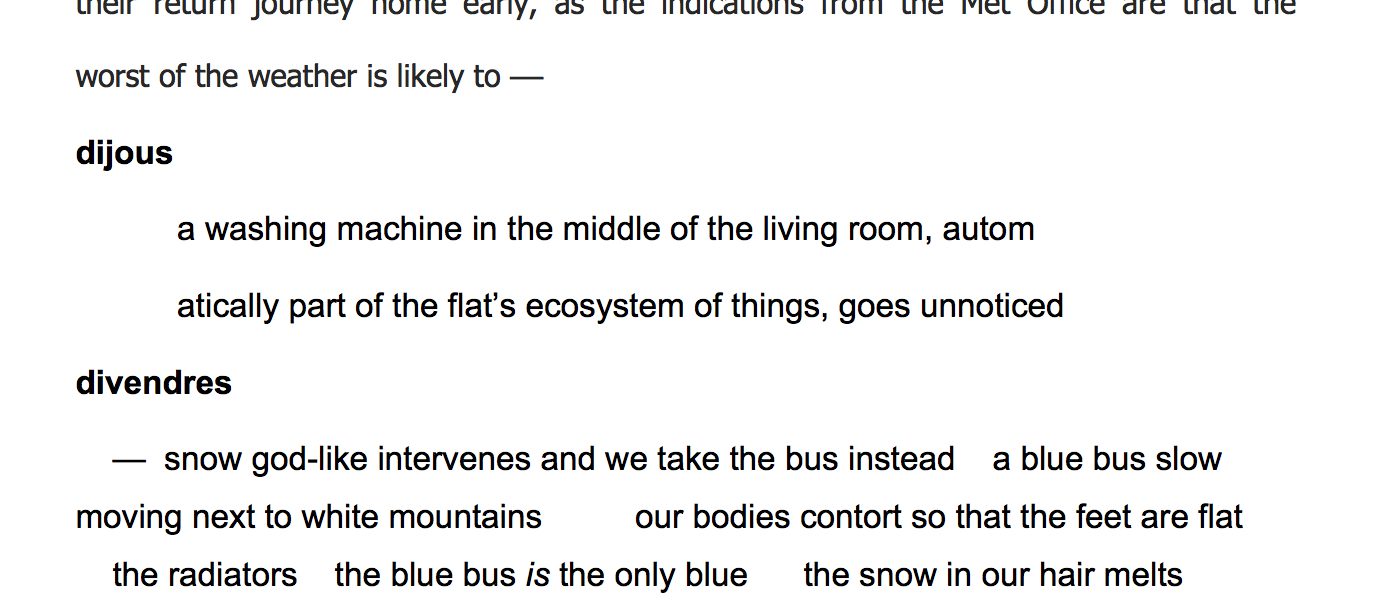 their return journey home early, as the indications from the Met Office are that the
worst of the weather is likely to —
dijous
a washing machine in the middle of the living room, autom
atically part of the flat’s ecosystem of things, goes unnoticed
divendres
— snow god-like intervenes and we take the bus instead a blue bus slow
moving next to white mountains our bodies contort so that the feet are flat
the radiators the blue bus is the only blue the snow in our hair melts